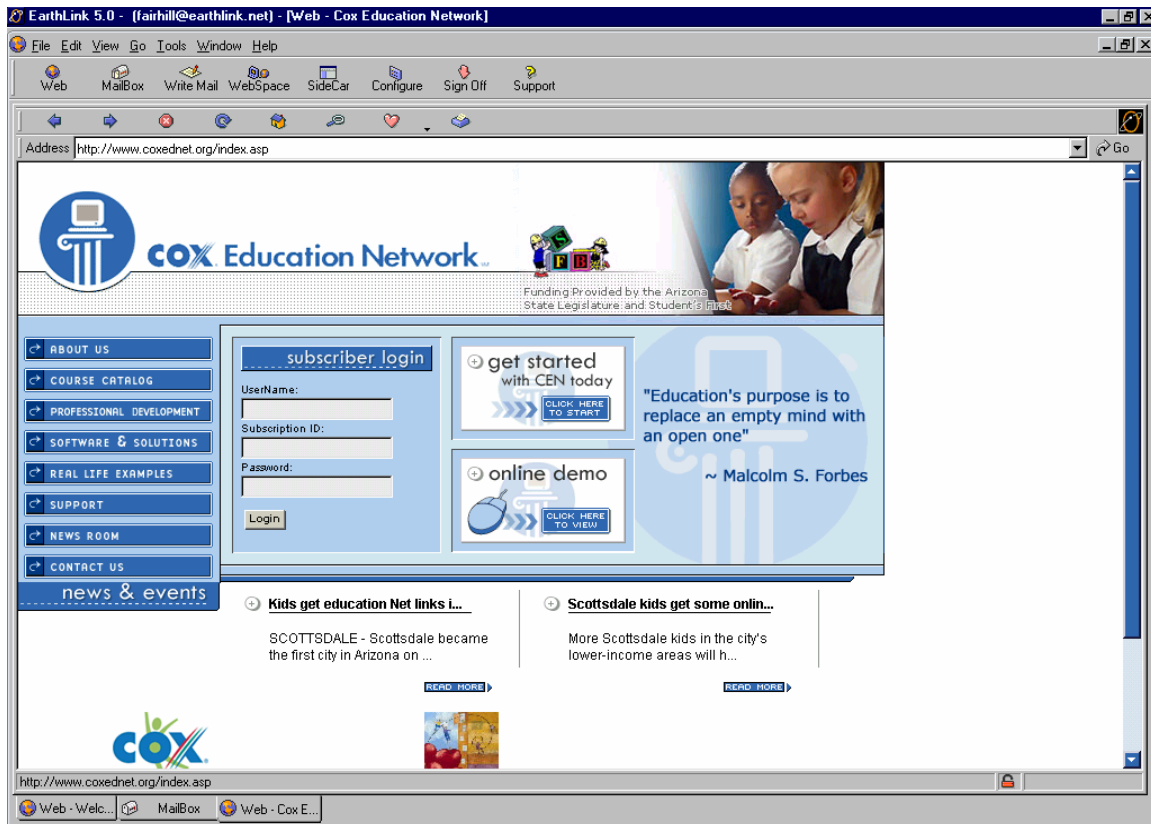 EarthLink 5.0 - (fairhill@earthlink.net) - [Web - Cox Education Network]
File Edit View Go Tools Window Help
Web MailBox Write Mail WebSpace SideCar Configure Sign Off Support
Address http://www.coxednet.org/index.asp Go
cox Education Network
S
F B
Funding Provided by the Arizona
State Legislature and Student's First
ABOUT US
COURSE CATALOG
PROFESSIONAL DEVELOPMENT
SOFTWARE & SOLUTIONS
REAL LIFE EXAMPLES
SUPPORT
NEWS ROOM
CONTACT US
news & events
subscriber login
UserName:
Subscription ID:
Password:
Login
get started
with CEN today
CLICK HERE
TO START
online demo
CLICK HERE
TO VIEW
"Education's purpose is to
replace an empty mind with
an open one"
~ Malcolm S. Forbes
Kids get education Net links i...
SCOTTSDALE - Scottsdale became
the first city in Arizona on ...
READ MORE
Scottsdale kids get some onlin...
More Scottsdale kids in the city's
lower-income areas will h...
READ MORE
cox
http://www.coxednet.org/index.asp
Web - Welc... MailBox Web - Cox E...